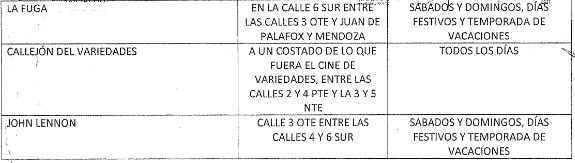 LA FUGA
EN LA CALLE 6 SUR ENTRE
LAS CALLES 3 OTE Y JUAN DE
PALAFOX Y MENDOZA
SABADOS Y DOMINGOS, DÍAS
FESTIVOS Y TEMPORADA DE
VACACIONES
CALLEJÓN DEL VARIEDADES
A UN COSTADO DE LO QUE
FUERA EL CINE DE
VARIEDADES, ENTRE LAS
CALLES 2 Y 4 PTE Y LA 3 Y 5
NTE
TODOS LOS DÍAS
JOHN LENNON
CALLE 3 OTE ENTRE LAS
CALLES 4 Y 6 SUR
SABADOS Y DOMINGOS, DÍAS
FESTIVOS Y TEMPORADA DE
VACACIONES